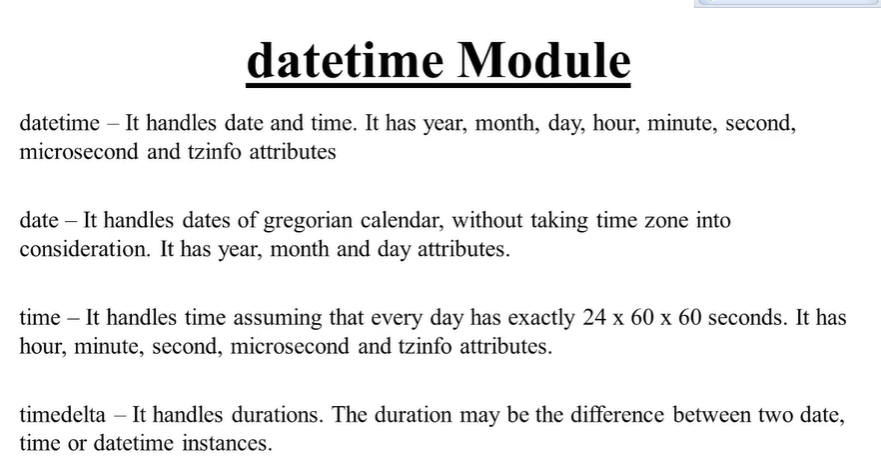 datetime Module
datetime – It handles date and time. It has year, month, day, hour, minute, second,
microsecond and tzinfo attributes
date – It handles dates of gregorian calendar, without taking time zone into
consideration. It has year, month and day attributes.
time – It handles time assuming that every day has exactly 24 x 60 x 60 seconds. It has
hour, minute, second, microsecond and tzinfo attributes.
timedelta – It handles durations. The duration may be the difference between two date,
time or datetime instances.